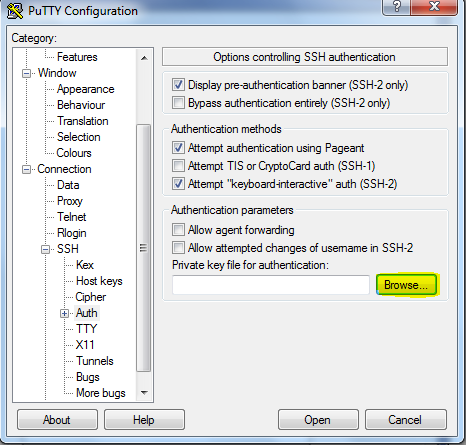 PuTTY Configuration
Category:
Features
Window
Appearance
Behaviour
Translation
Selection
Colours
Connection
Data
Proxy
Telnet
Rlogin
SSH
Kex
Host keys
Cipher
Auth
TTY
X11
Tunnels
Bugs
More bugs
Options controlling SSH authentication
Display pre-authentication banner (SSH-2 only)
Bypass authentication entirely (SSH-2 only)
Authentication methods
Attempt authentication using Pageant
Attempt TIS or CryptoCard auth (SSH-1)
Attempt "keyboard-interactive" auth (SSH-2)
Authentication parameters
Allow agent forwarding
Allow attempted changes of username in SSH-2
Private key file for authentication:
Browse...
About
Help
Open
Cancel